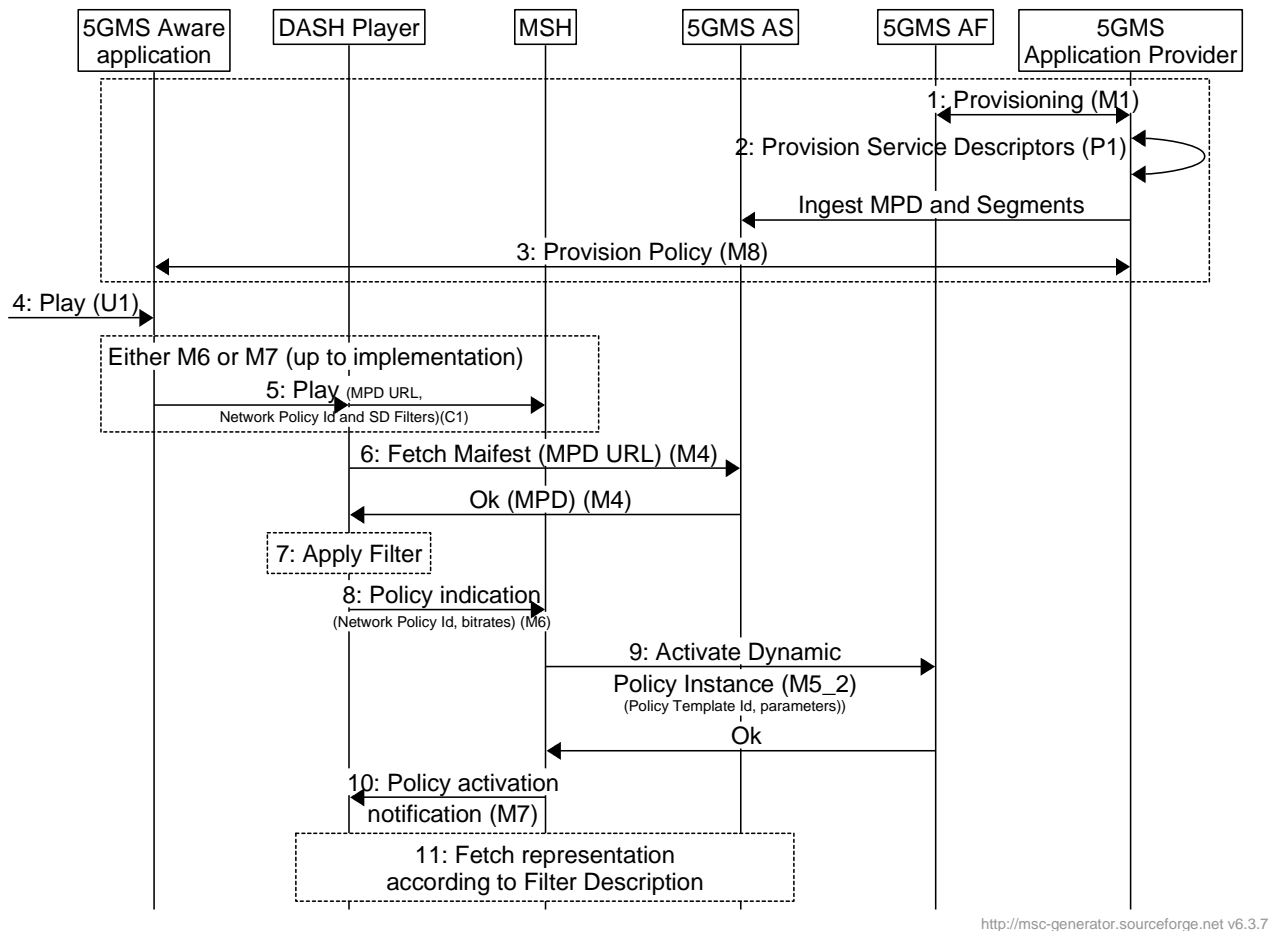 5GMS Aware
application
DASH Player
MSH
5GMS AS
5GMS AF
5GMS
Application Provider
1: Provisioning (M1)
2: Provision Service Descriptors (P1)
Ingest MPD and Segments
3: Provision Policy (M8)
4: Play (U1)
Either M6 or M7 (up to implementation)
5: Play (MPD URL,
Network Policy Id and SD Filters)(C1)
6: Fetch Maifest (MPD URL) (M4)
Ok (MPD) (M4)
7: Apply Filter
8: Policy indication
(Network Policy Id, bitrates) (M6)
9: Activate Dynamic
Policy Instance (M5_2)
(Policy Template Id, parameters))
Ok
10: Policy activation
notification (M7)
11: Fetch representation
according to Filter Description
http://msc-generator.sourceforge.net v6.3.7